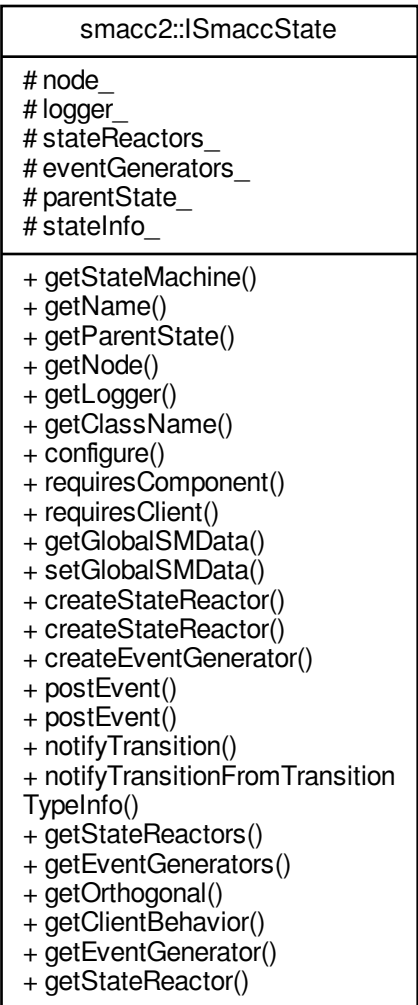 smacc2::ISmaccState
# node_
# logger_
# stateReactors_
# eventGenerators_
# parentState_
# stateInfo_
+ getStateMachine()
+ getName()
+ getParentState()
+ getNode()
+ getLogger()
+ getClassName()
+ configure()
+ requiresComponent()
+ requiresClient()
+ getGlobalSMData()
+ setGlobalSMData()
+ createStateReactor()
+ createStateReactor()
+ createEventGenerator()
+ postEvent()
+ postEvent()
+ notifyTransition()
+ notifyTransitionFromTransition
TypeInfo()
+ getStateReactors()
+ getEventGenerators()
+ getOrthogonal()
+ getClientBehavior()
+ getEventGenerator()
+ getStateReactor()